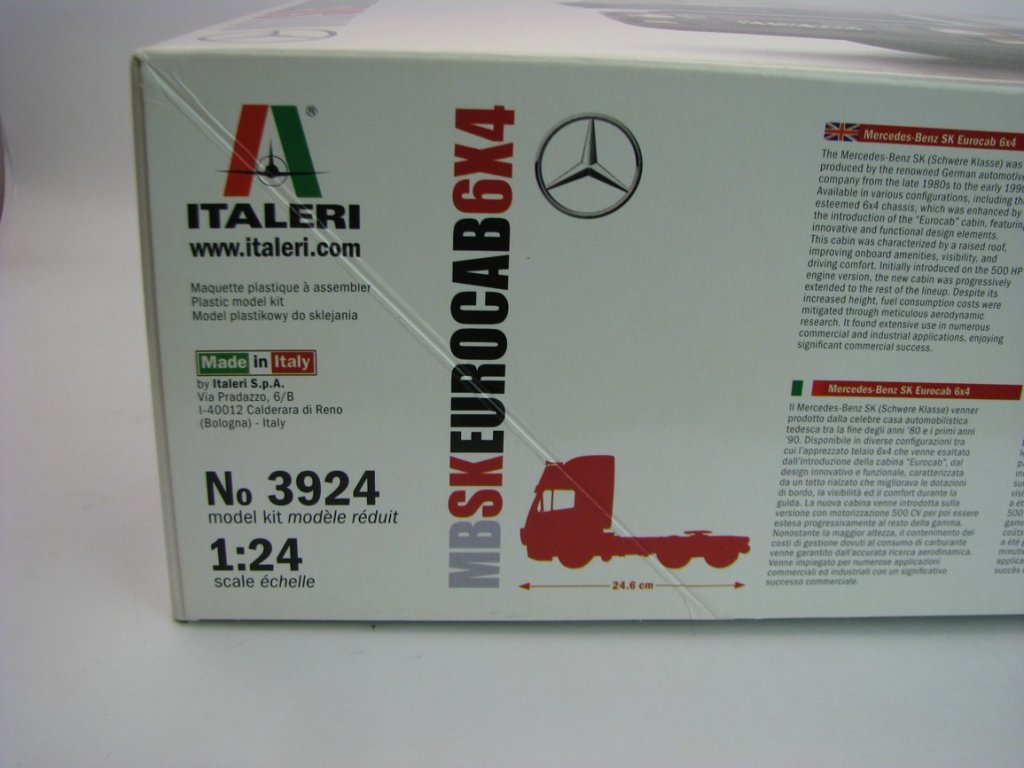 ®
ITALERI
www.italeri.com
Maquette plastique à assembler
Plastic model kit
Model plastikowy do sklejania
Made in Italy
by Italeri S.p.A.
Via Pradazzo, 6/B
I-40012 Calderara di Reno
(Bologna) - Italy
No 3924
model kit modèle réduit
1:24
scale échelle
MBSKEUROCAB6X4
24.6 cm
Mercedes-Benz SK Eurocab 6x4
The Mercedes-Benz SK (Schwere Klasse) was
produced by the renowned German automotive
company from the late 1980s to the early 1990
Available in various configurations, including th
esteemed 6x4 chassis, which was enhanced by
the introduction of the "Eurocab" cabin, featurin
innovative and functional design elements.
This cabin was characterized by a raised roof,
improving onboard amenities, visibility, and
driving comfort. Initially introduced on the 500 HP
engine version, the new cabin was progressively
extended to the rest of the lineup. Despite its
increased height, fuel consumption costs were
mitigated through meticulous aerodynamic
research. It found extensive use in numerous
commercial and industrial applications, enjoying
significant commercial success.
Mercedes-Benz SK Eurocab 6x4
Il Mercedes-Benz SK (Schwere Klasse) venner
prodotto dalla celebre casa automobilistica
tedesca tra la fine degli anni '80 e i primi anni
'90. Disponibile in diverse configurazioni tra
cui l'apprezzato telaio 6x4 che venne esaltato
dall'introduzione della cabina "Eurocab", dal
design innovativo e funzionale, caratterizzata
da un tetto rialzato che migliorava le dotazioni
di bordo, la visibilità ed il comfort durante la
guida. La nuova cabina venne introdotta sulla
versione con motorizzazione 500 CV per poi essere
estesa progressivamente al resto della gamma.
Nonostante la maggior altezza, il contenimento dei
costi di gestione dovuti al consumo di carburante
venne garantito dall'accurata ricerca aerodinamica.
Venne impiegato per numerose applicazioni
commerciali ed industriali con un significativo
successo commerciale.